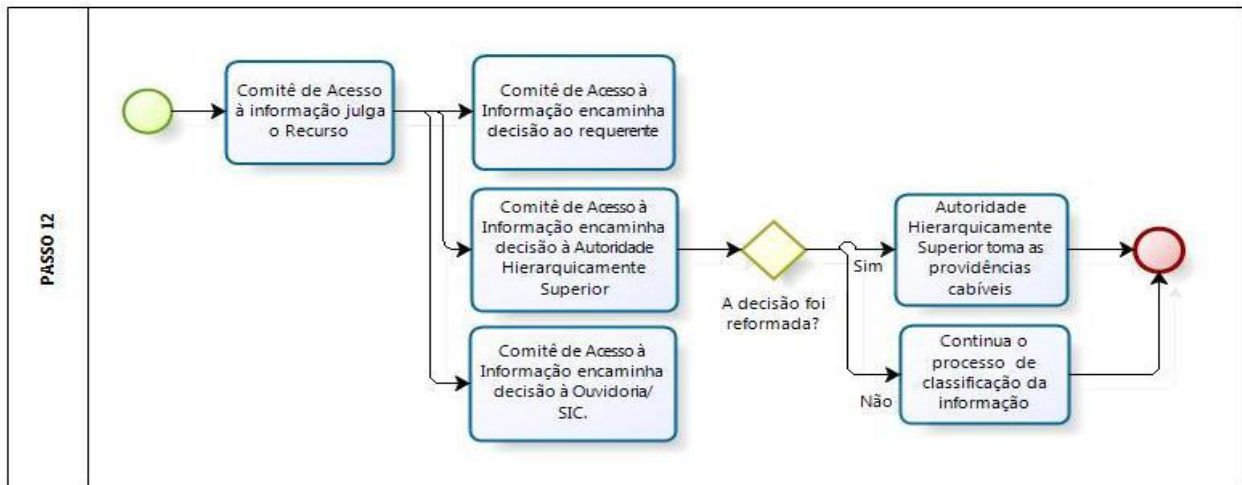 PASSO 12
Comitê de Acesso
à informação julga
o Recurso
Comitê de Acesso à
Informação encaminha
decisão ao requerente
Comitê de Acesso à
Informação encaminha
decisão à Autoridade
Hierarquicamente
Superior
Comitê de Acesso à
Informação encaminha
decisão à Ouvidoria/
SIC.
A decisão foi
reformada?
Sim
Não
Autoridade
Hierarquicamente
Superior toma as
providências
cabíveis
Continua o
processo de
classificação da
informação